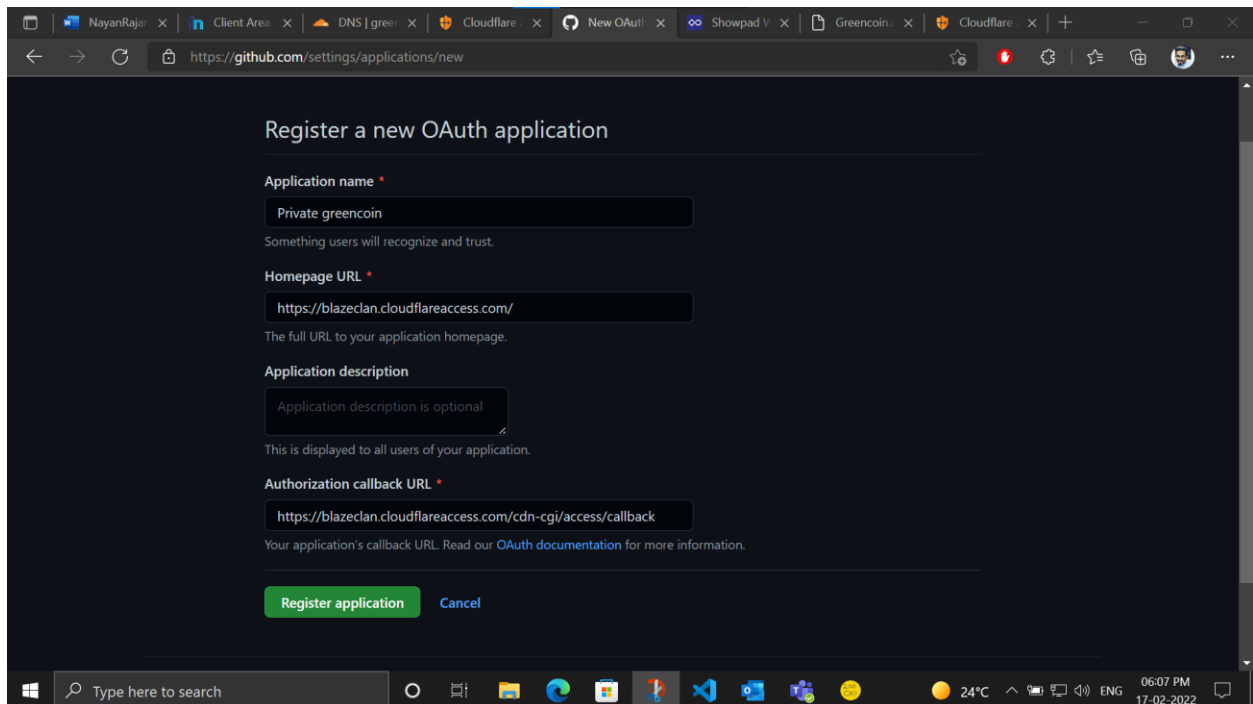 NayanRajar
Client Area
DNS | green
Cloudflare
New OAuth
Showpad
Greencoin.
Cloudflare
https://github.com/settings/applications/new
Register a new OAuth application
Application name *
Private greencoin
Something users will recognize and trust.
Homepage URL *
https://blazeclan.cloudflareaccess.com/
The full URL to your application homepage.
Application description
Application description is optional
This is displayed to all users of your application.
Authorization callback URL *
https://blazeclan.cloudflareaccess.com/cdn-cgi/access/callback
Your application's callback URL. Read our OAuth documentation for more information.
Register application Cancel
Type here to search
24°C
ENG
06:07 PM
17-02-2022